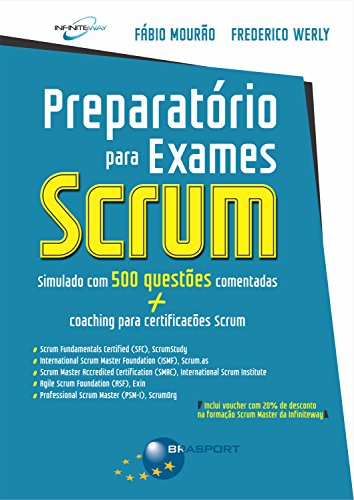 INFINITEWAY
FÁBIO MOURÃO FREDERICO WERLY
Preparatório
para Exames
Scrum
Simulado com 500 questões comentadas
+
coaching para certificações Scrum
Scrum Fundamentals Certified (SFC), ScrumStudy
International Scrum Master Foundation (ISMF), Scrum.as
Scrum Master Accredited Certification (SMAC), International Scrum Institute
Agile Scrum Foundation (ASF), Exin
Professional Scrum Master (PSM-I), ScrumOrg
Inclui voucher com 20% de desconto
na formação Scrum Master da Infiniteway
BRASPORT